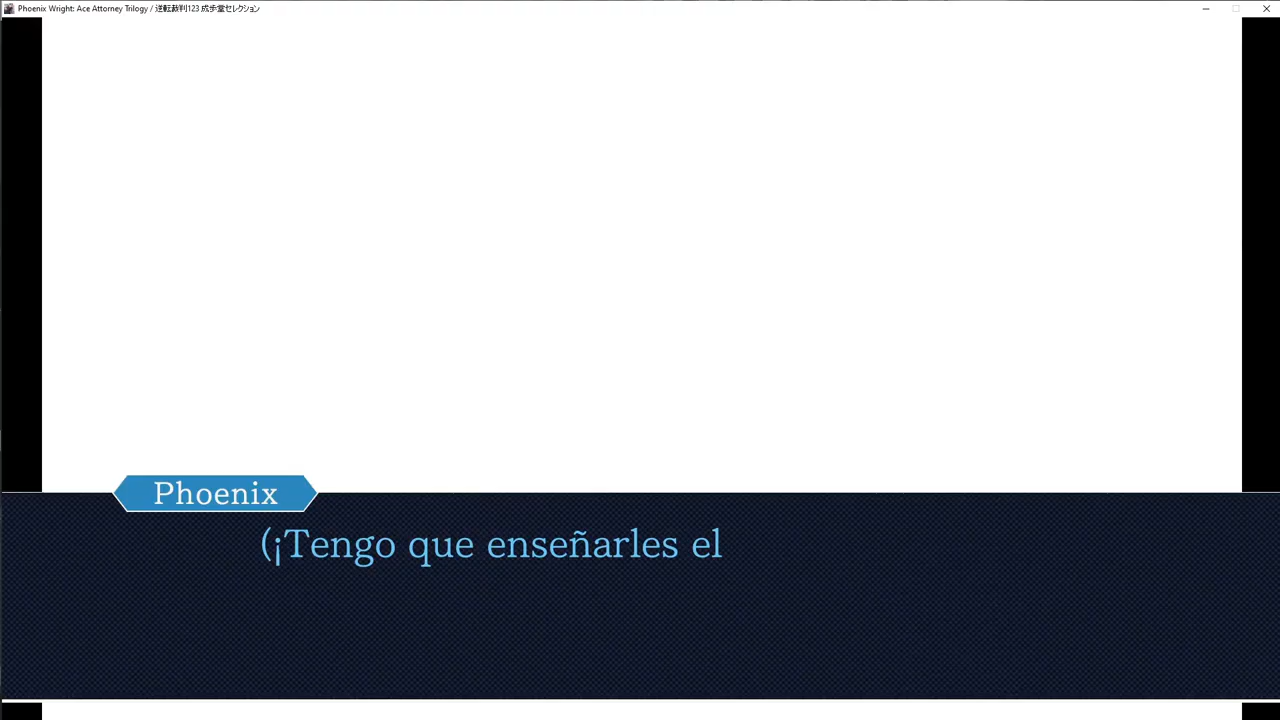 Phoenix Wright: Ace Attorney Trilogy / 逆転裁判123 成歩堂セレクション
Phoenix
(¡Tengo que enseñarles el